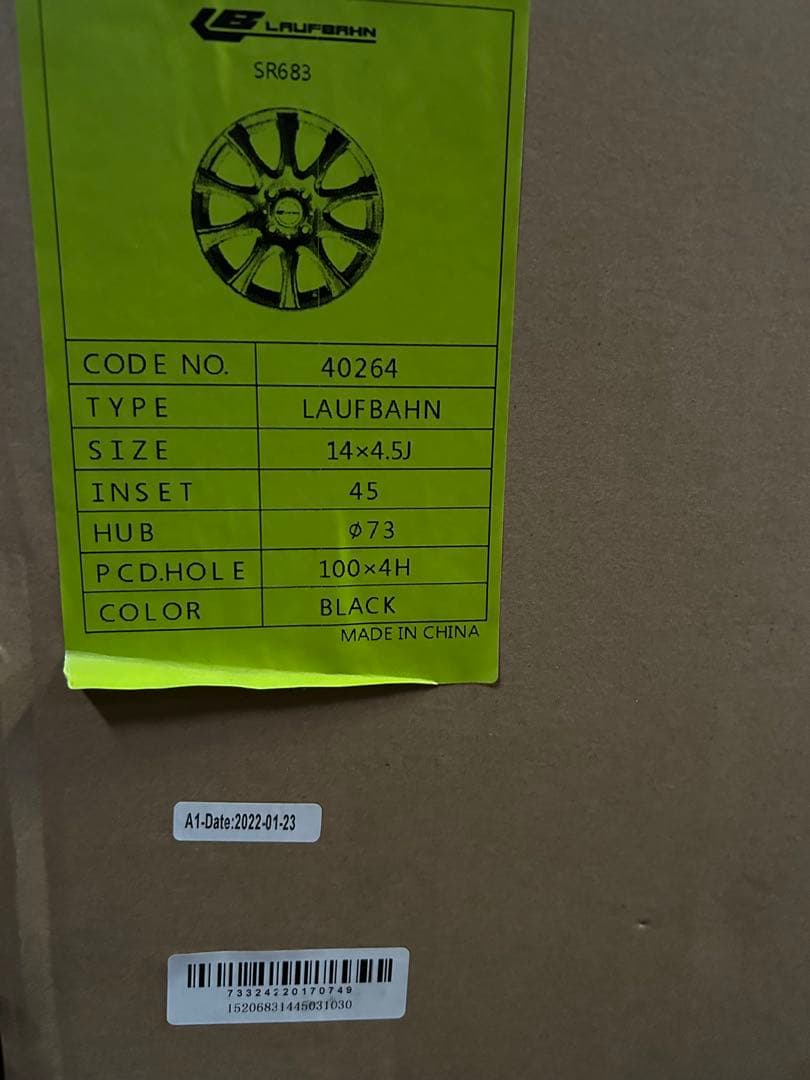 LB LAUFBAHN
SR683
CODE NO. 40264
TYPE LAUFBAHN
SIZE 14×4.5J
INSET 45
HUB φ73
PCD.HOLE 100×4H
COLOR BLACK
MADE IN CHINA
A1-Date:2022-01-23
73324220170749
15206831445031030